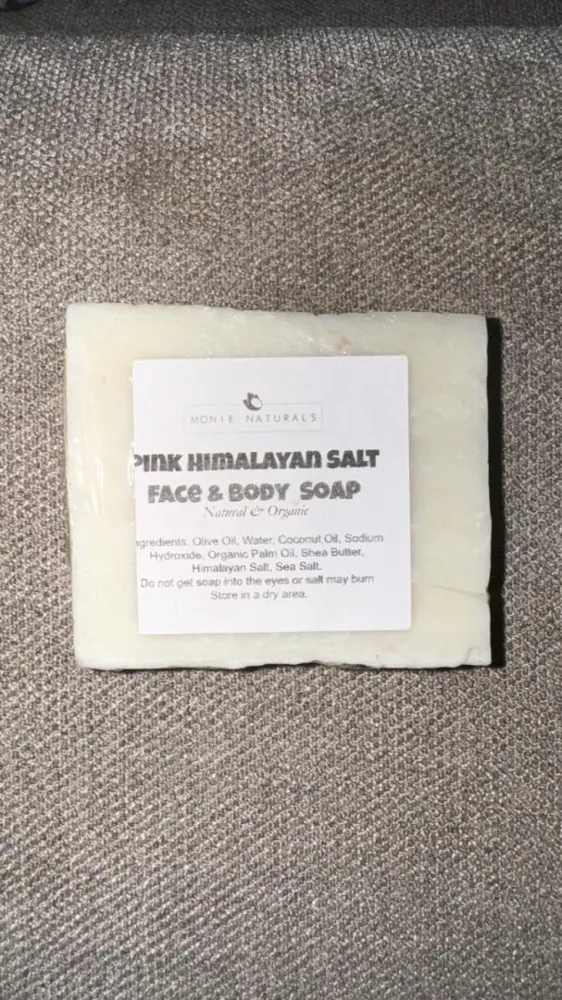 MONIE NATURALS
PINK HIMALAYAN SALT
FACE & BODY SOAP
Natural & Organic
ngredients. Olive Oil, Water, Coconut Oil, Sodium
Hydroxide, Organic Palm Oil, Shea Butter,
Himalayan Salt, Sea Salt.
Do not get soap into the eyes or salt may burn
Store in a dry area.